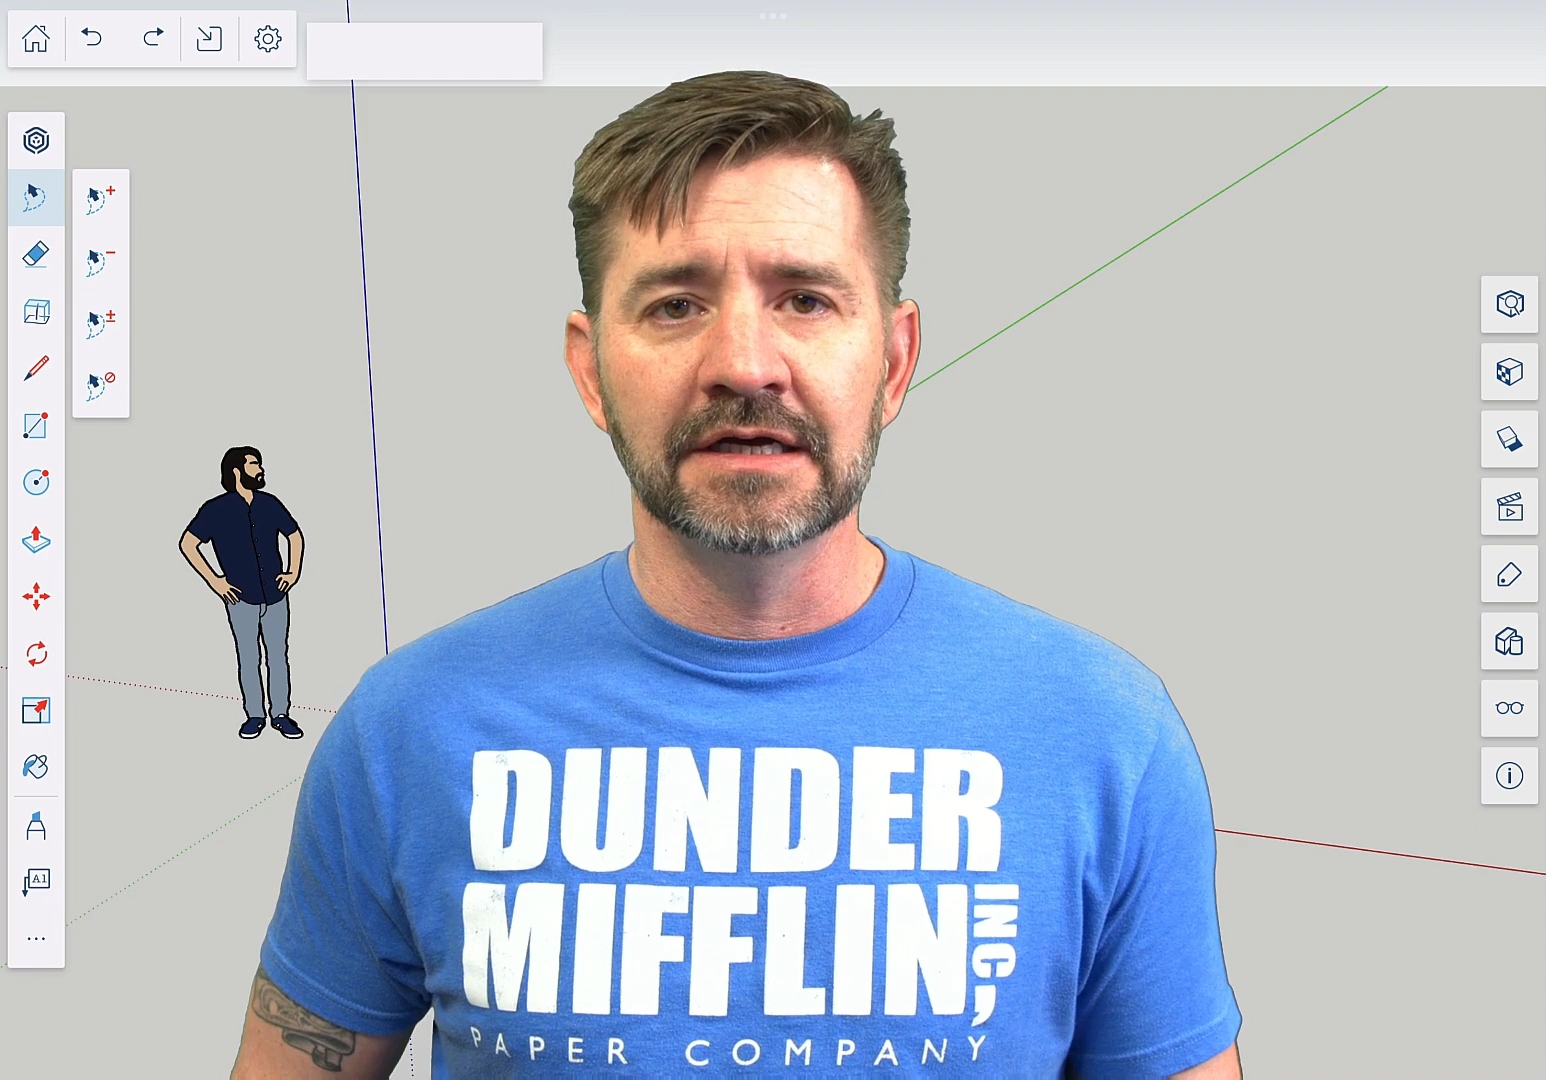 DUNDER
MIFFLIN,
INC
PAPER COMPANY
A1